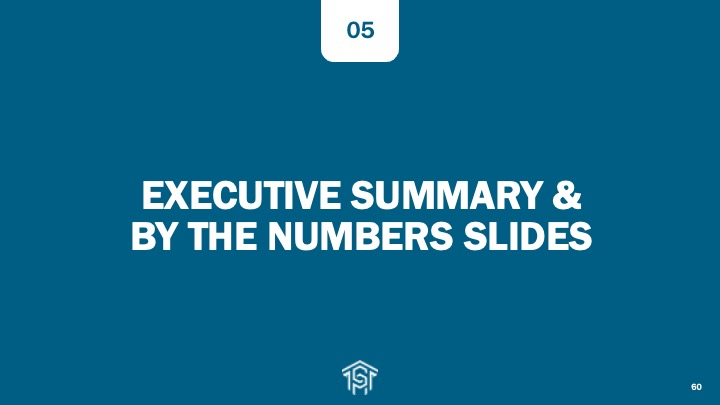 05
EXECUTIVE SUMMARY &
BY THE NUMBERS SLIDES
60